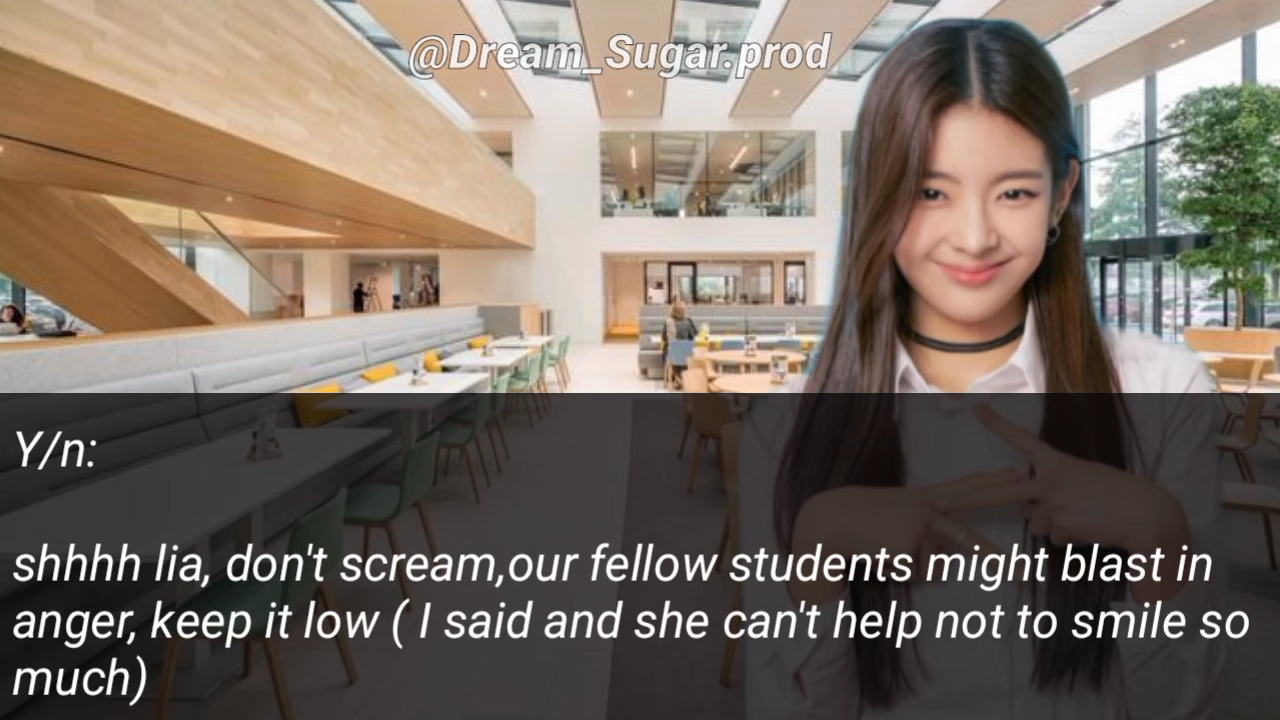 @Dream_Sugar.prod
Y/n:
shhhh lia, don't scream,our fellow students might blast in
anger, keep it low ( I said and she can't help not to smile so
much)